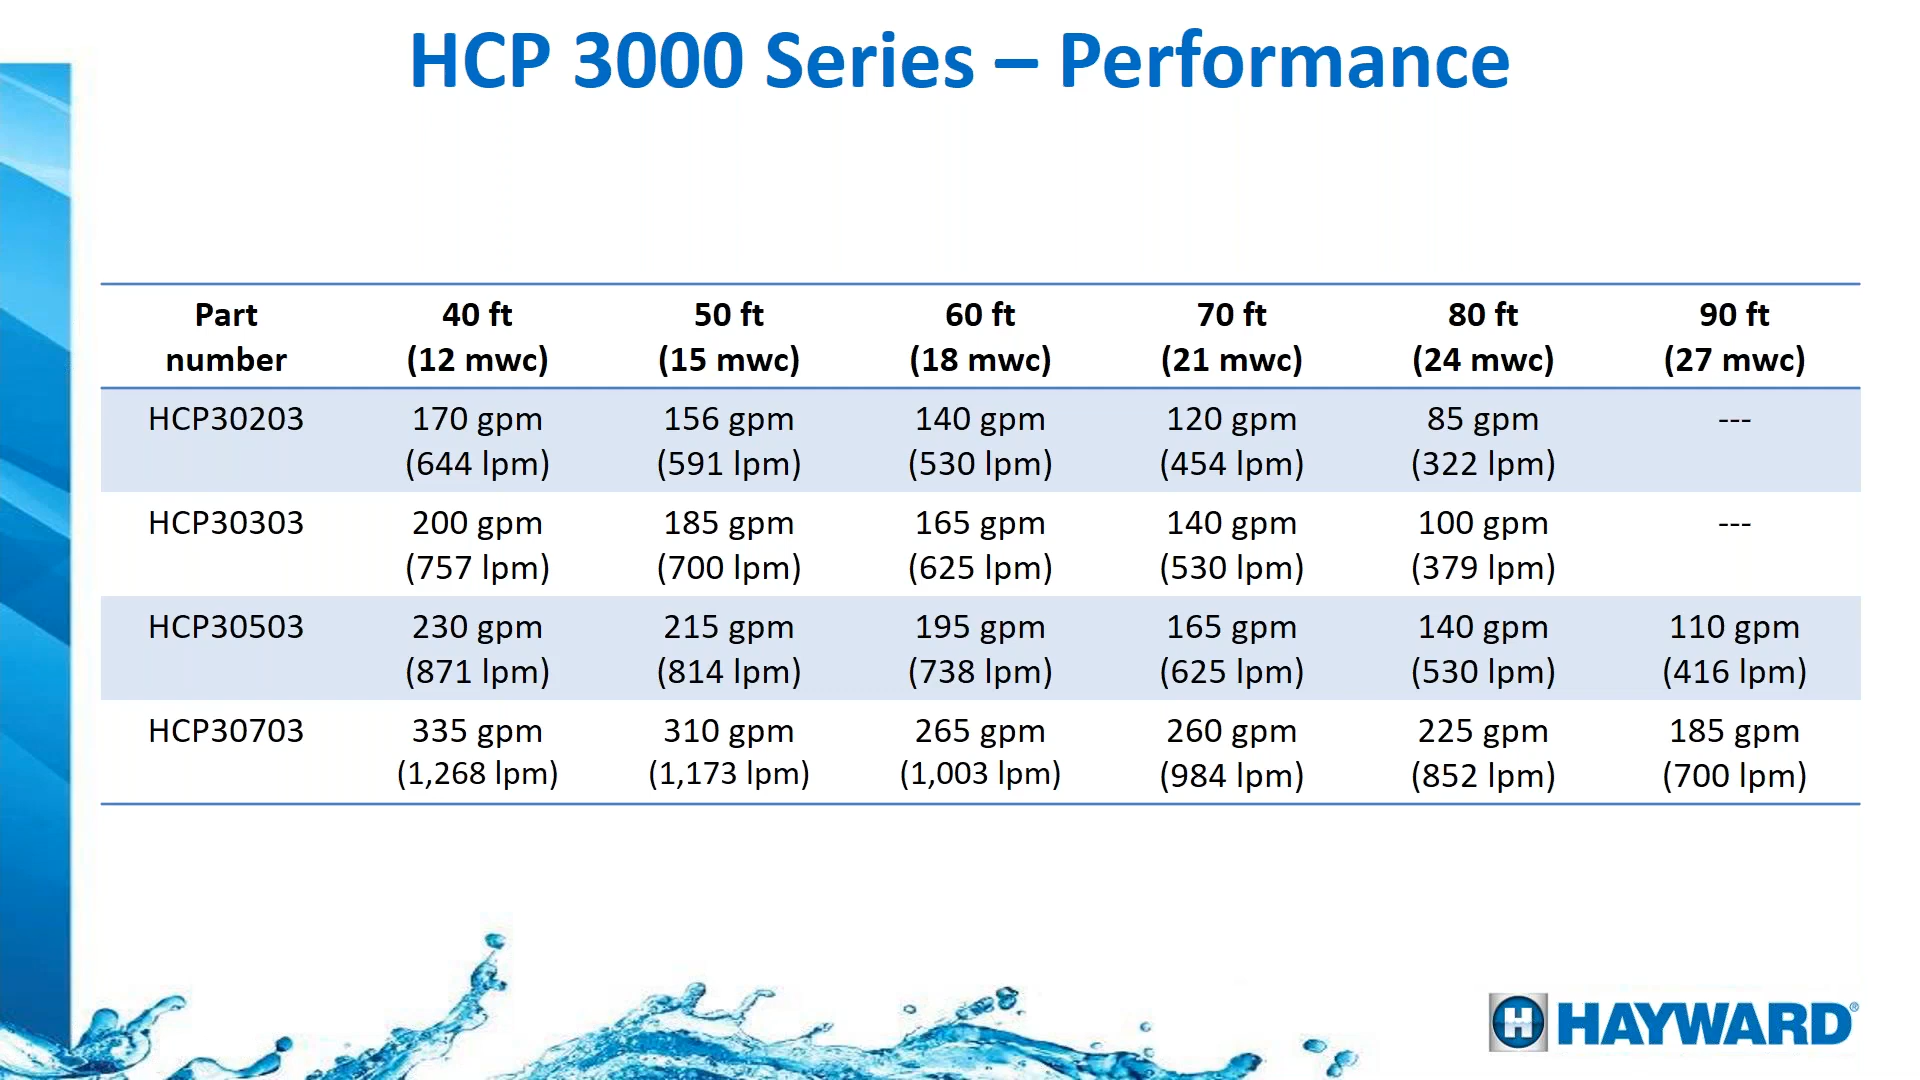 HCP 3000 Series – Performance
Part number 40 ft (12 mwc) 50 ft (15 mwc) 60 ft (18 mwc) 70 ft (21 mwc) 80 ft (24 mwc) 90 ft (27 mwc)
HCP30203 170 gpm (644 lpm) 156 gpm (591 lpm) 140 gpm (530 lpm) 120 gpm (454 lpm) 85 gpm (322 lpm) ---
HCP30303 200 gpm (757 lpm) 185 gpm (700 lpm) 165 gpm (625 lpm) 140 gpm (530 lpm) 100 gpm (379 lpm) ---
HCP30503 230 gpm (871 lpm) 215 gpm (814 lpm) 195 gpm (738 lpm) 165 gpm (625 lpm) 140 gpm (530 lpm) 110 gpm (416 lpm)
HCP30703 335 gpm (1,268 lpm) 310 gpm (1,173 lpm) 265 gpm (1,003 lpm) 260 gpm (984 lpm) 225 gpm (852 lpm) 185 gpm (700 lpm)
H HAYWARD®